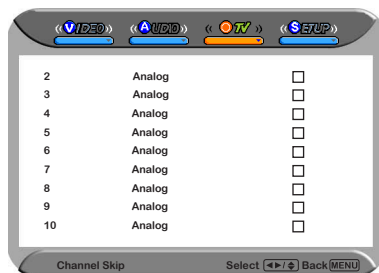 VIDEO AUDIO TV SETUP
2 Analog
3 Analog
4 Analog
5 Analog
6 Analog
7 Analog
8 Analog
9 Analog
10 Analog
Channel Skip Select ◄►/◆ Back MENU